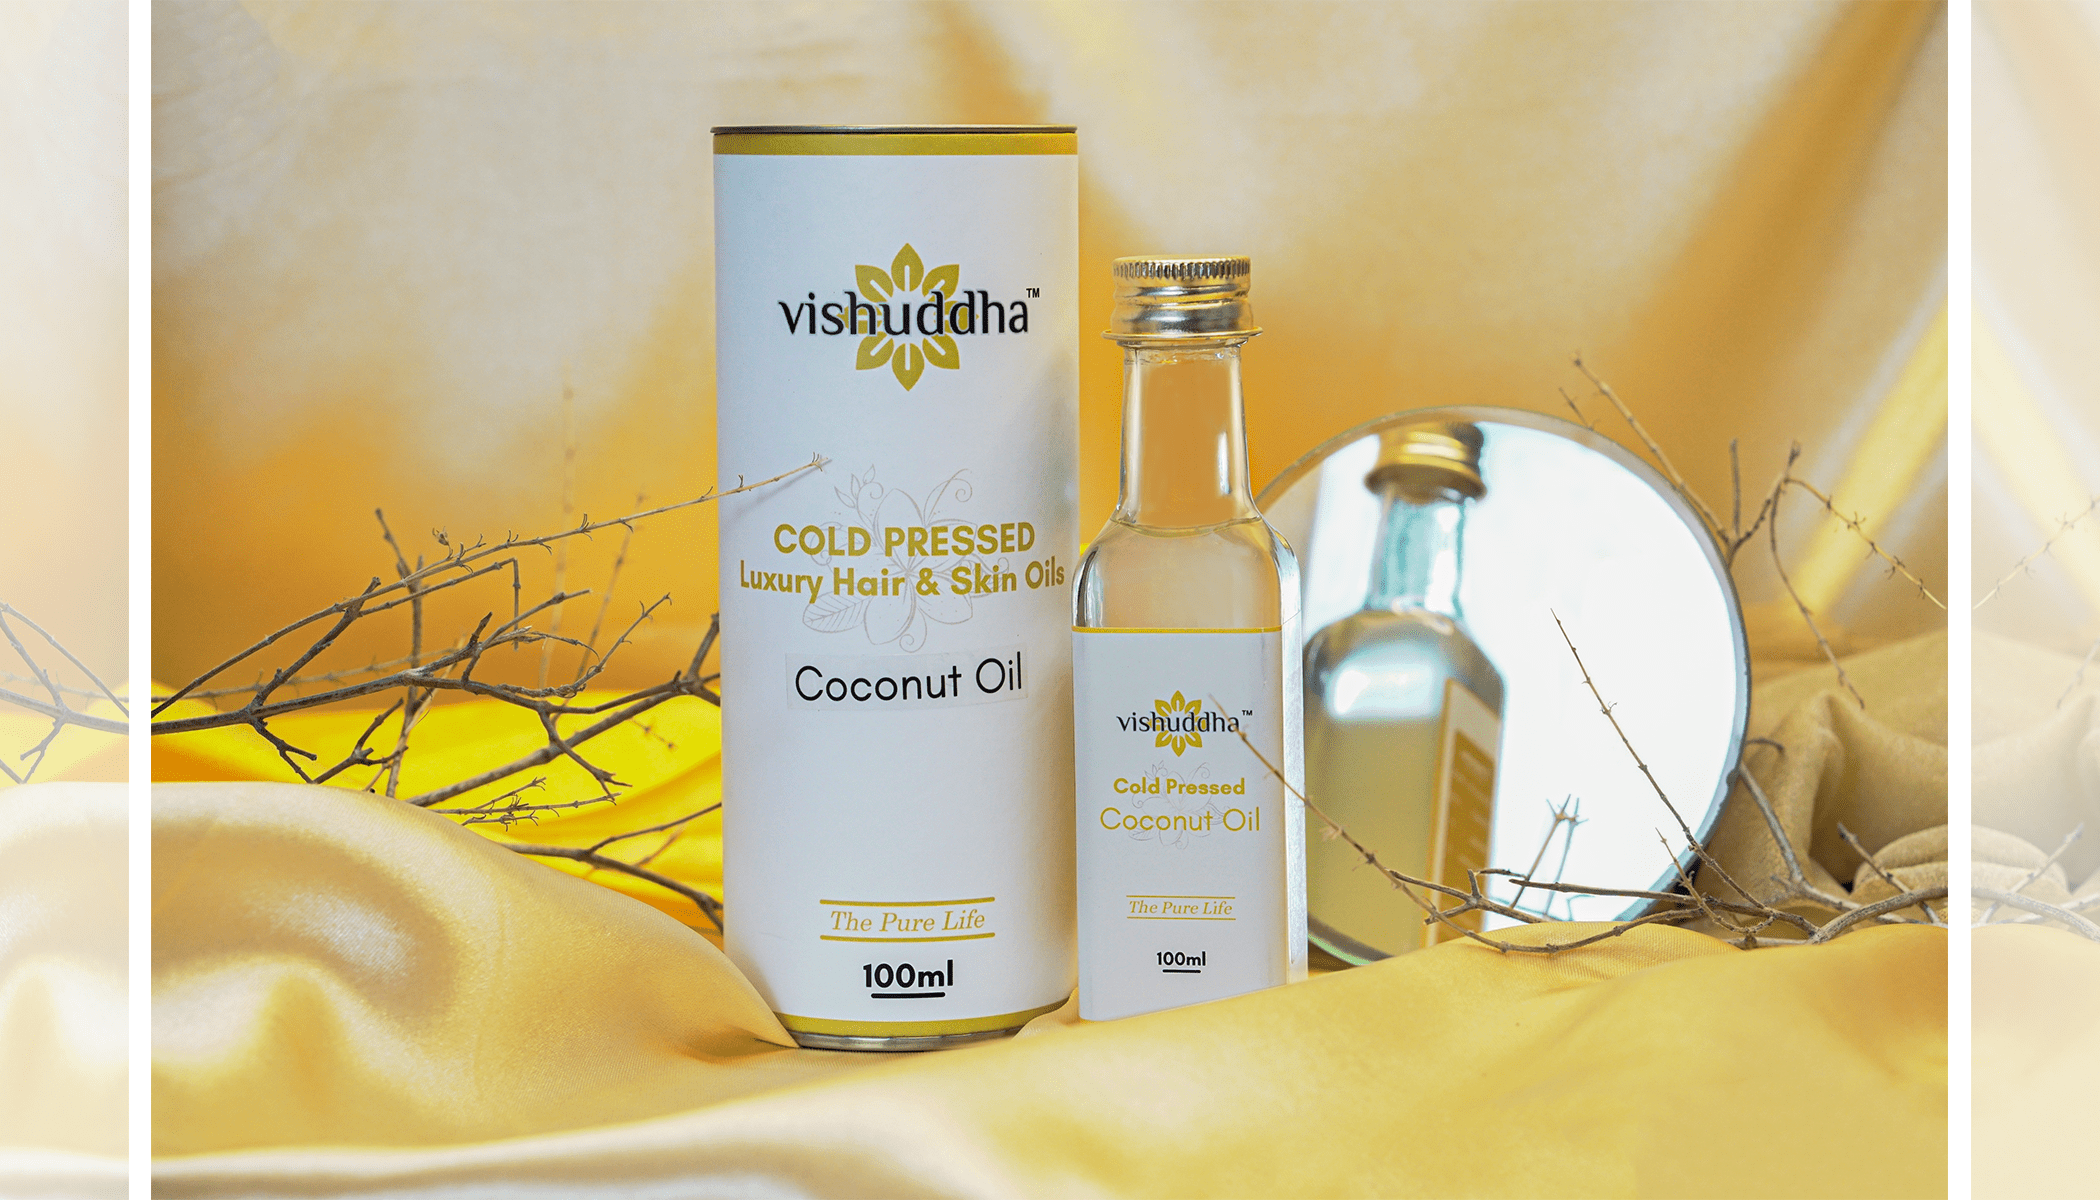 vishuddha™
COLD PRESSED
Luxury Hair & Skin Oils
Coconut Oil
The Pure Life
100ml
vishuddha™
Cold Pressed
Coconut Oil
The Pure Life
100ml